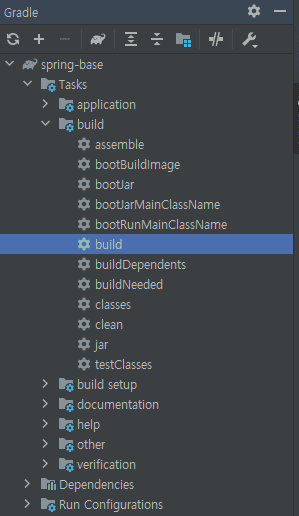 Gradle
spring-base
Tasks
application
build
assemble
bootBuildImage
bootJar
bootJarMainClassName
bootRunMainClassName
build
buildDependents
buildNeeded
classes
clean
jar
testClasses
build setup
documentation
help
other
verification
Dependencies
Run Configurations